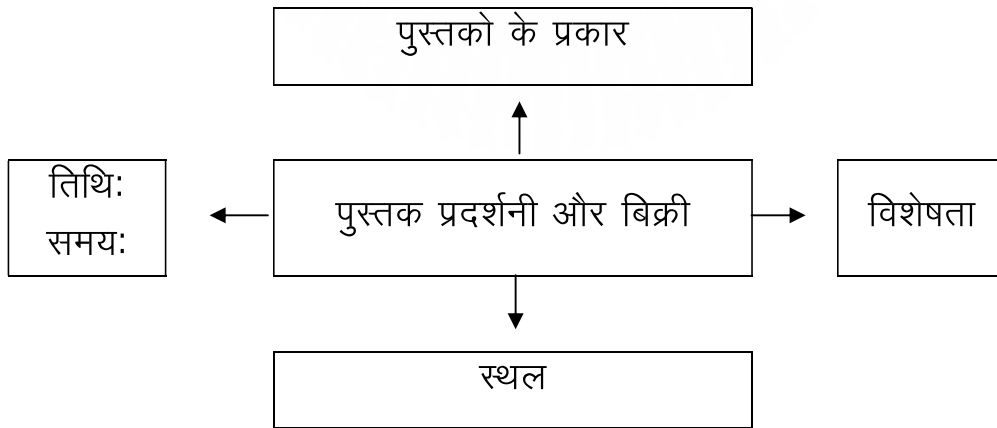 पुस्तको के प्रकार
तिथि:
समय:
पुस्तक प्रदर्शनी और बिक्री
विशेषता
स्थल